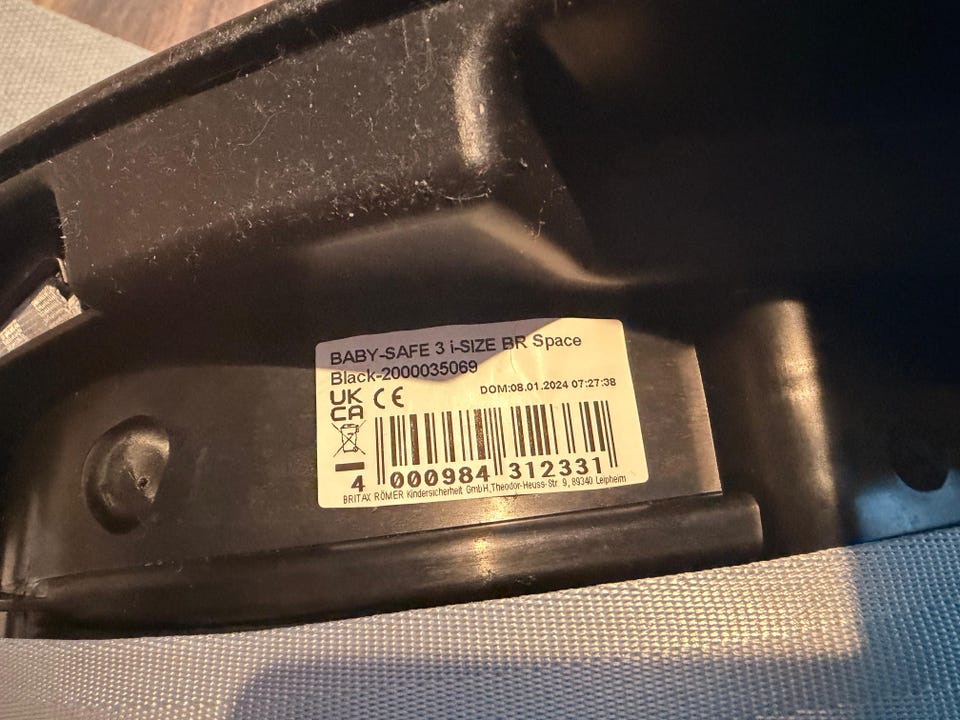 BABY-SAFE 3 i-SIZE BR Space
Black-2000035069
UK
CA
CE
DOM:08.01.2024 07:27:38
4 000984 312331
BRITAX RÖMER Kindersicherheit GmbH,Theodor-Heuss-Str. 9, 89340 Leipheim